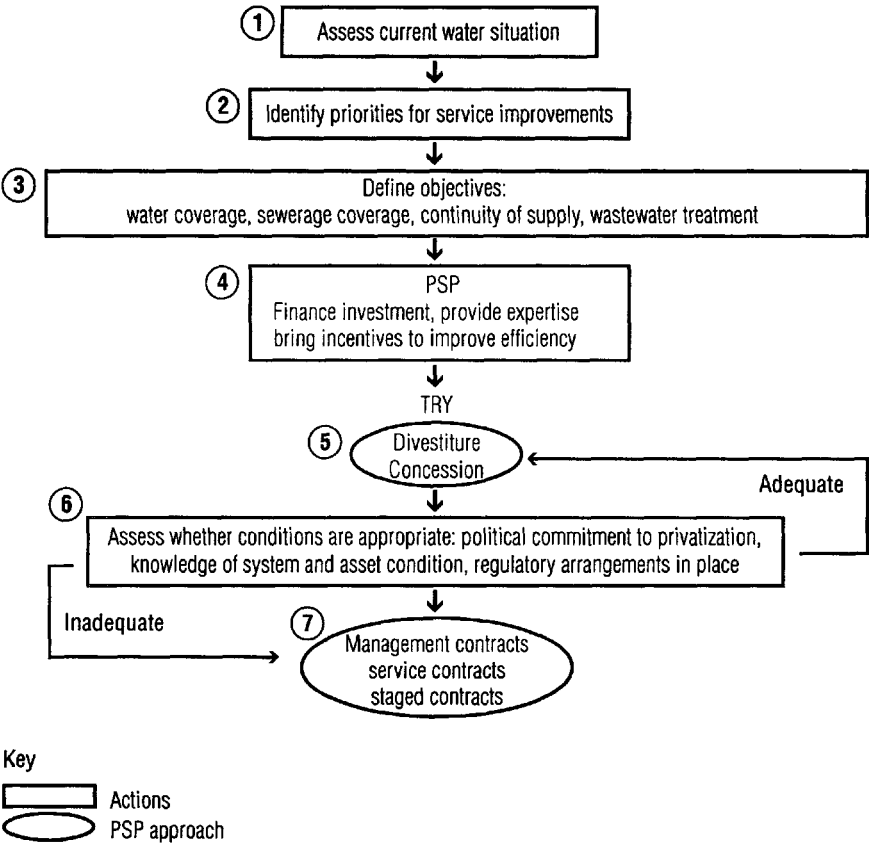 1
Assess current water situation
2
Identify priorities for service improvements
3
Define objectives:
water coverage, sewerage coverage, continuity of supply, wastewater treatment
4
PSP
Finance investment, provide expertise
bring incentives to improve efficiency
TRY
5
Divestiture
Concession
Adequate
6
Assess whether conditions are appropriate: political commitment to privatization,
knowledge of system and asset condition, regulatory arrangements in place
Inadequate
7
Management contracts
service contracts
staged contracts
Key
Actions
PSP approach